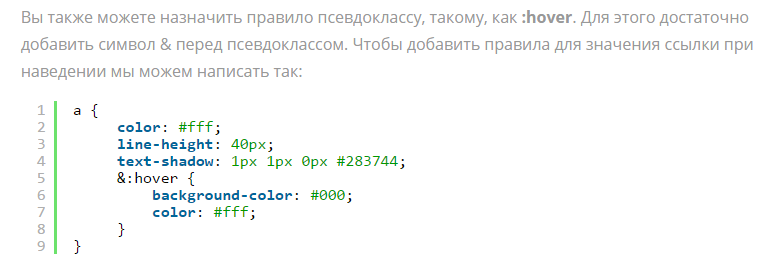 Вы также можете назначить правило псевдоклассу, такому, как :hover. Для этого достаточно
добавить символ & перед псевдоклассом. Чтобы добавить правила для значения ссылки при
наведении мы можем написать так:
1 a {
2 color: #fff;
3 line-height: 40px;
4 text-shadow: 1px 1px 0px #283744;
5 &:hover {
6 background-color: #000;
7 color: #fff;
8 }
9 }